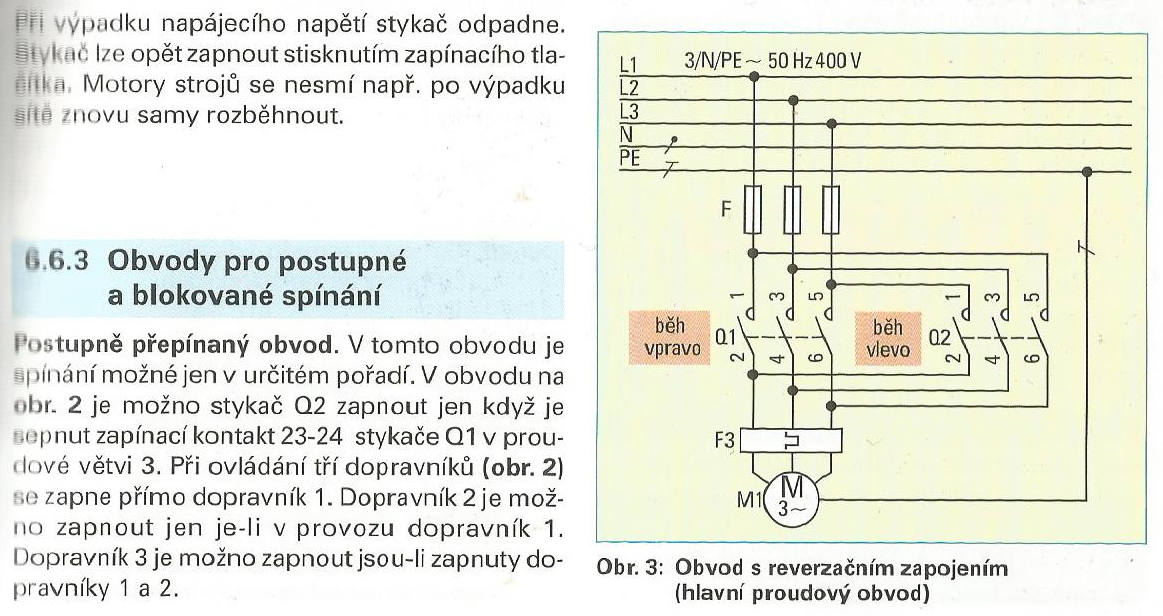 Při výpadku napájecího napětí stykač odpadne.
Stykač lze opět zapnout stisknutím zapínacího tla-
čítka. Motory strojů se nesmí např. po výpadku
sítě znovu samy rozběhnout.
6.6.3 Obvody pro postupné
a blokované spínání
Postupně přepínaný obvod. V tomto obvodu je
spínání možné jen v určitém pořadí. V obvodu na
obr. 2 je možno stykač Q2 zapnout jen když je
sepnut zapínací kontakt 23-24 stykače Q1 v prou-
dové větvi 3. Při ovládání tří dopravníků (obr. 2)
se zapne přímo dopravník 1. Dopravník 2 je mož-
no zapnout jen je-li v provozu dopravník 1.
Dopravník 3 je možno zapnout jsou-li zapnuty do-
pravníky 1 a 2.
L1 3/N/PE ~ 50 Hz 400 V
L2
L3
N
PE
F
1 3 5 1 3 5
běh
vpravo
Q1
běh
vlevo
Q2
2 4 6 2 4 6
F3
M1
M
3~
Obr. 3: Obvod s reverzačním zapojením
(hlavní proudový obvod)